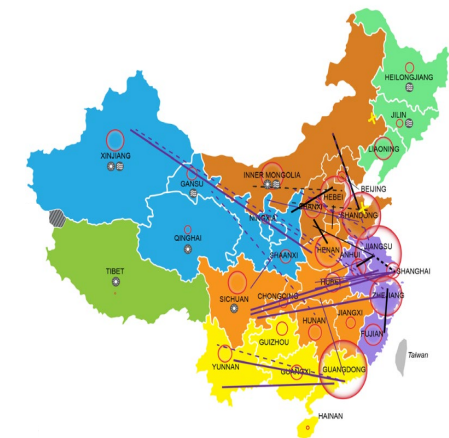 HEILONGJIANG
JILIN
LIAONING
XINJIANG
GANSU
INNER MONGOLIA
BEIJING
HEBEI
SHANXI
SHANDONG
NINGXIA
QINGHAI
HENAN
JIANGSU
SHAANXI
ANHUI
SHANGHAI
TIBET
HUBEI
SICHUAN
CHONGQING
ZHEJIANG
HUNAN
JIANGXI
FUJIAN
GUIZHOU
Taiwan
YUNNAN
GUANGXI
GUANGDONG
HAINAN